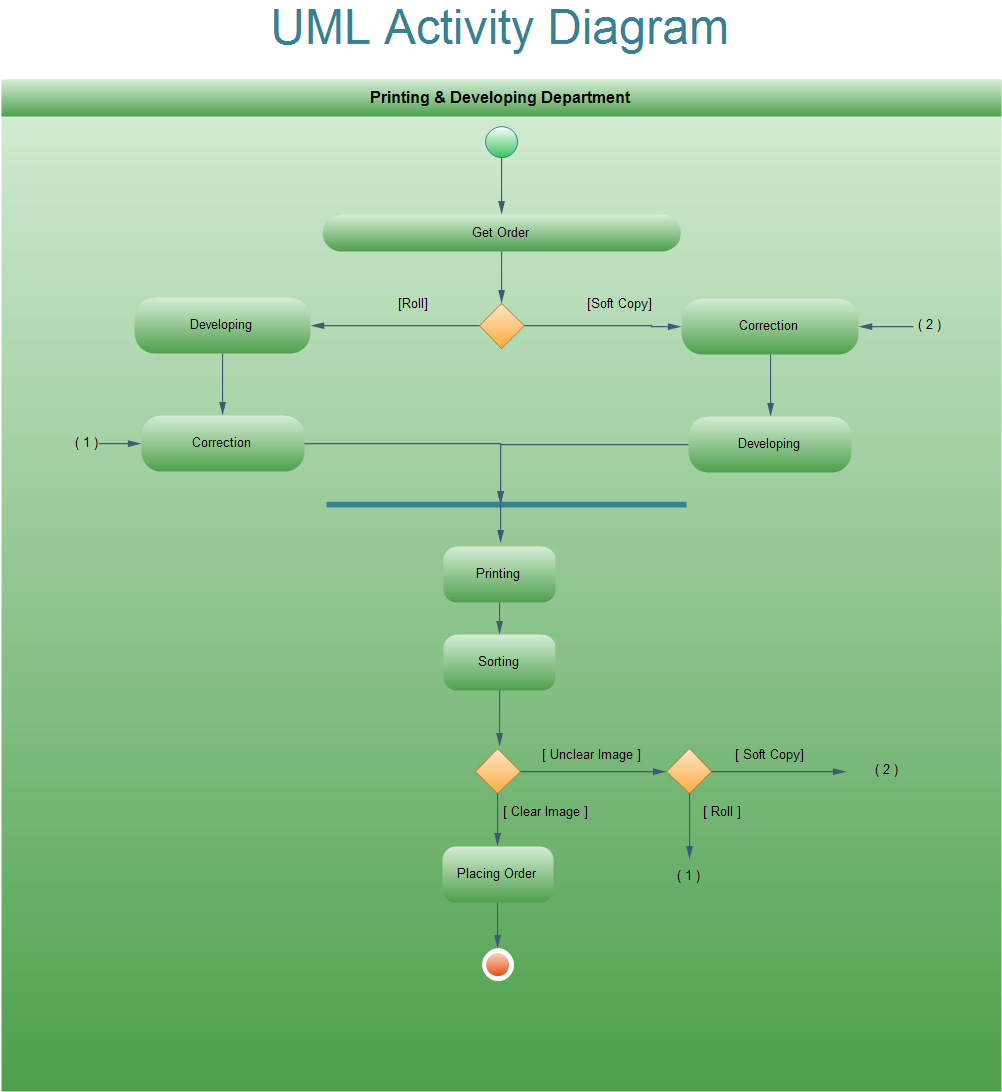 UML Activity Diagram
Printing & Developing Department
Get Order
[Roll]
[Soft Copy]
Developing
Correction
( 2 )
( 1 )
Correction
Developing
Printing
Sorting
[ Unclear Image ]
[ Soft Copy]
( 2 )
[ Clear Image ]
[ Roll ]
Placing Order
( 1 )